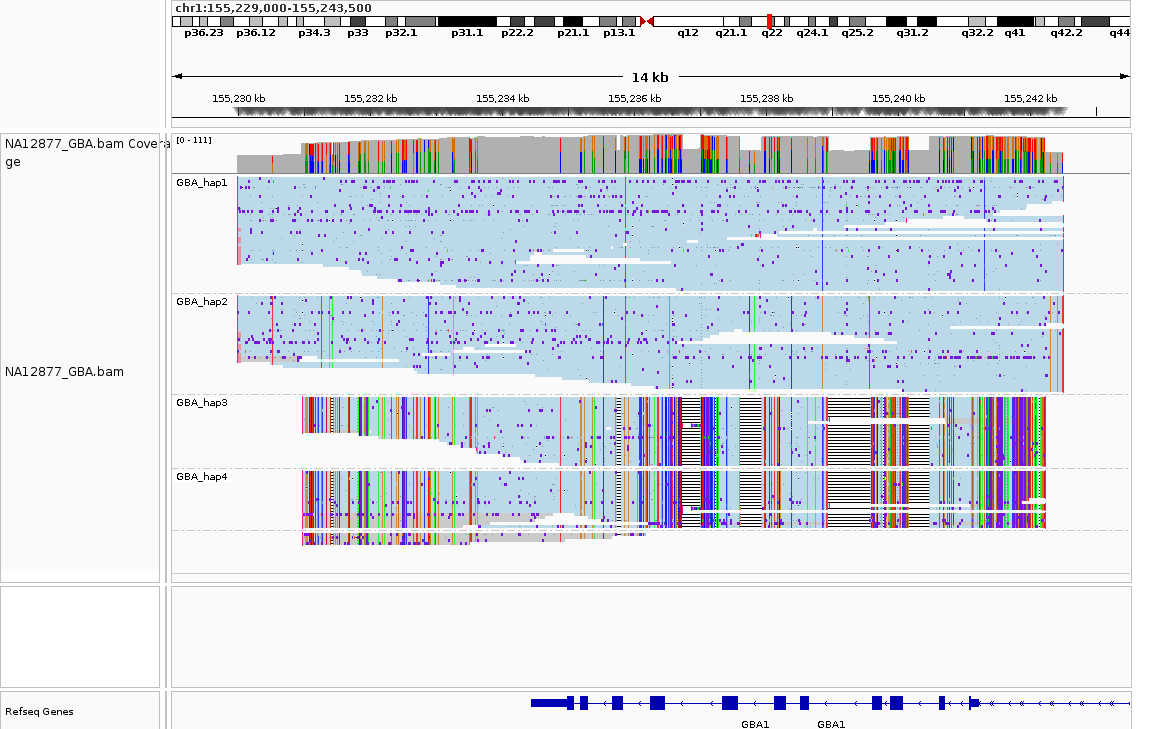 chr1:155,229,000-155,243,500
p36.23 p36.12 p34.3 p33 p32.1 p31.1 p22.2 p21.1 p13.1 q12 q21.1 q22 q24.1 q25.2 q31.2 q32.2 q41 q42.2 q44
14 kb
155,230 kb 155,232 kb 155,234 kb 155,236 kb 155,238 kb 155,240 kb 155,242 kb
NA12877_GBA.bam Covera
ge
[0 - 111]
GBA_hap1
GBA_hap2
NA12877_GBA.bam
GBA_hap3
GBA_hap4
Refseq Genes
GBA1 GBA1